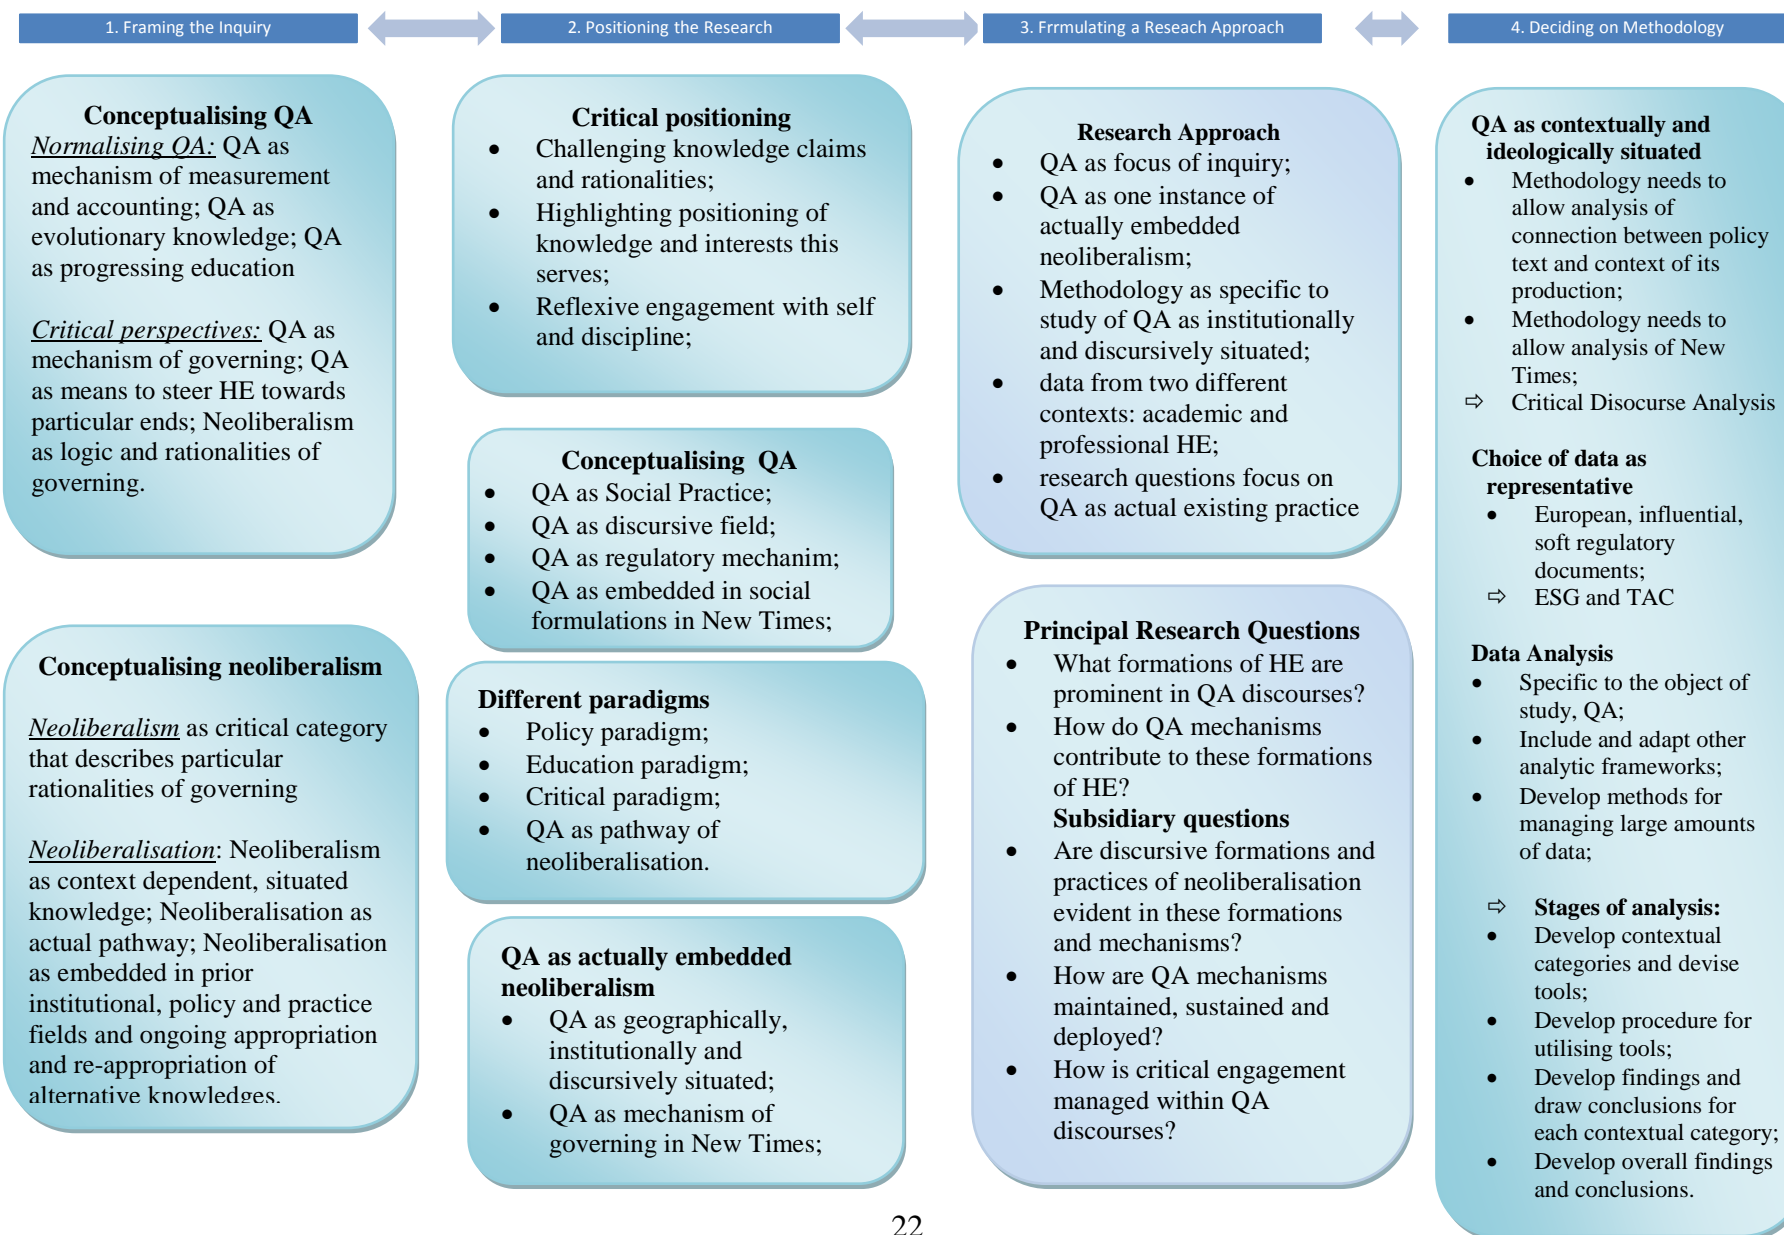 1. Framing the Inquiry
2. Positioning the Research
3. Frrmulating a Reseach Approach
4. Deciding on Methodology
Conceptualising QA
Normalising QA: QA as
mechanism of measurement
and accounting; QA as
evolutionary knowledge; QA
as progressing education
Critical perspectives: QA as
mechanism of governing; QA
as means to steer HE towards
particular ends; Neoliberalism
as logic and rationalities of
governing.
Conceptualising neoliberalism
Neoliberalism as critical category
that describes particular
rationalities of governing
Neoliberalisation: Neoliberalism
as context dependent, situated
knowledge; Neoliberalisation as
actual pathway; Neoliberalisation
as embedded in prior
institutional, policy and practice
fields and ongoing appropriation
and re-appropriation of
alternative knowledges.
Critical positioning
• Challenging knowledge claims
and rationalities;
• Highlighting positioning of
knowledge and interests this
serves;
• Reflexive engagement with self
and discipline;
Conceptualising QA
• QA as Social Practice;
• QA as discursive field;
• QA as regulatory mechanim;
• QA as embedded in social
formulations in New Times;
Different paradigms
• Policy paradigm;
• Education paradigm;
• Critical paradigm;
• QA as pathway of
neoliberalisation.
QA as actually embedded
neoliberalism
• QA as geographically,
institutionally and
discursively situated;
• QA as mechanism of
governing in New Times;
Research Approach
• QA as focus of inquiry;
• QA as one instance of
actually embedded
neoliberalism;
• Methodology as specific to
study of QA as institutionally
and discursively situated;
• data from two different
contexts: academic and
professional HE;
• research questions focus on
QA as actual existing practice
Principal Research Questions
• What formations of HE are
prominent in QA discourses?
• How do QA mechanisms
contribute to these formations
of HE?
Subsidiary questions
• Are discursive formations and
practices of neoliberalisation
evident in these formations
and mechanisms?
• How are QA mechanisms
maintained, sustained and
deployed?
• How is critical engagement
managed within QA
discourses?
QA as contextually and
ideologically situated
• Methodology needs to
allow analysis of
connection between policy
text and context of its
production;
• Methodology needs to
allow analysis of New
Times;
⇨ Critical Disocurse Analysis
Choice of data as
representative
• European, influential,
soft regulatory
documents;
⇨ ESG and TAC
Data Analysis
• Specific to the object of
study, QA;
• Include and adapt other
analytic frameworks;
• Develop methods for
managing large amounts
of data;
⇨ Stages of analysis:
• Develop contextual
categories and devise
tools;
• Develop procedure for
utilising tools;
• Develop findings and
draw conclusions for
each contextual category;
• Develop overall findings
and conclusions.
22